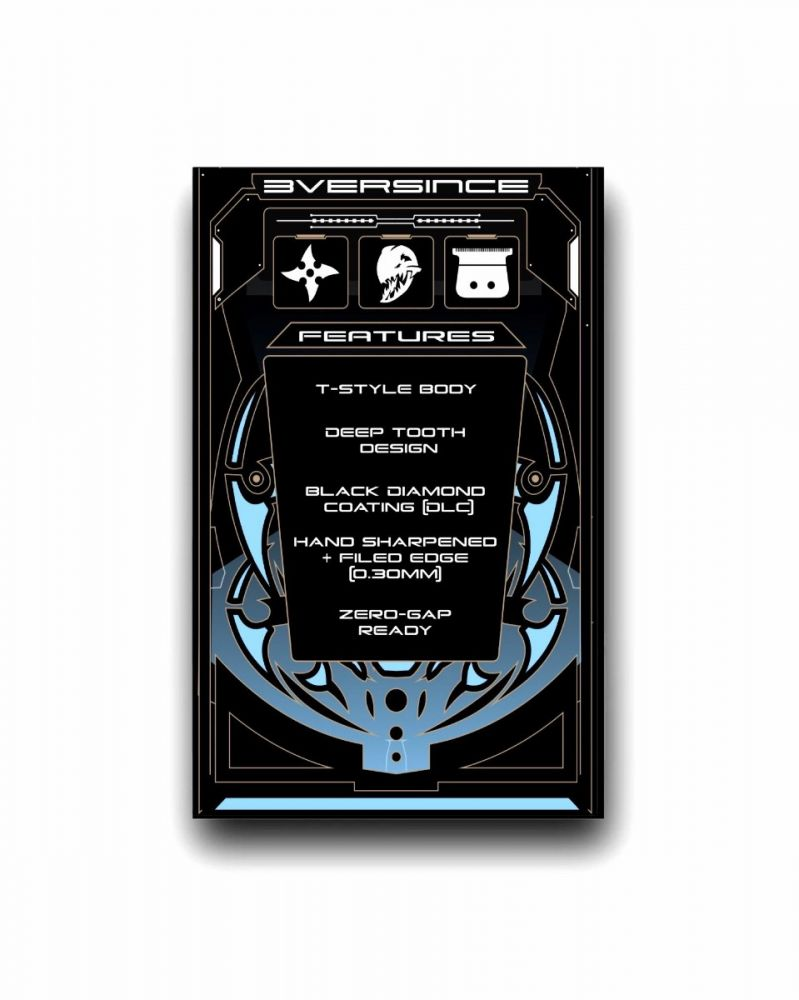 3VERSINCE
FEATURES
T-STYLE BODY
DEEP TOOTH
DESIGN
BLACK DIAMOND
COATING [DLC]
HAND SHARPENED
+ FILED EDGE
[0.30MM]
ZERO-GAP
READY